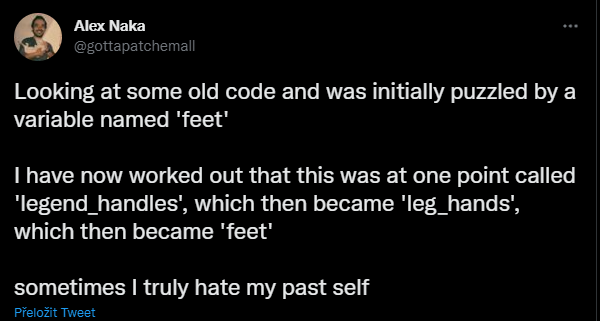 Alex Naka
@gottapatchemall
Looking at some old code and was initially puzzled by a
variable named 'feet'
I have now worked out that this was at one point called
'legend_handles', which then became 'leg_hands',
which then became 'feet'
sometimes I truly hate my past self
Přeložit Tweet